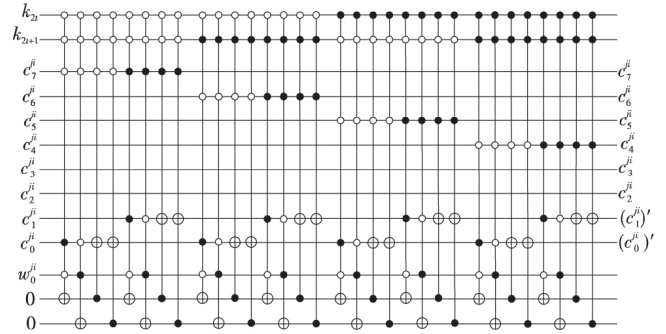 k_{2t}
k_{2t+1}
c_7^{ji} c_7^{ji}
c_6^{ji} c_6^{ji}
c_5^{ji} c_5^{ji}
c_4^{ji} c_4^{ji}
c_3^{ji} c_3^{ji}
c_2^{ji} c_2^{ji}
c_1^{ji} (c_1^{ji})'
c_0^{ji} (c_0^{ji})'
w_0^{ji}
0
0